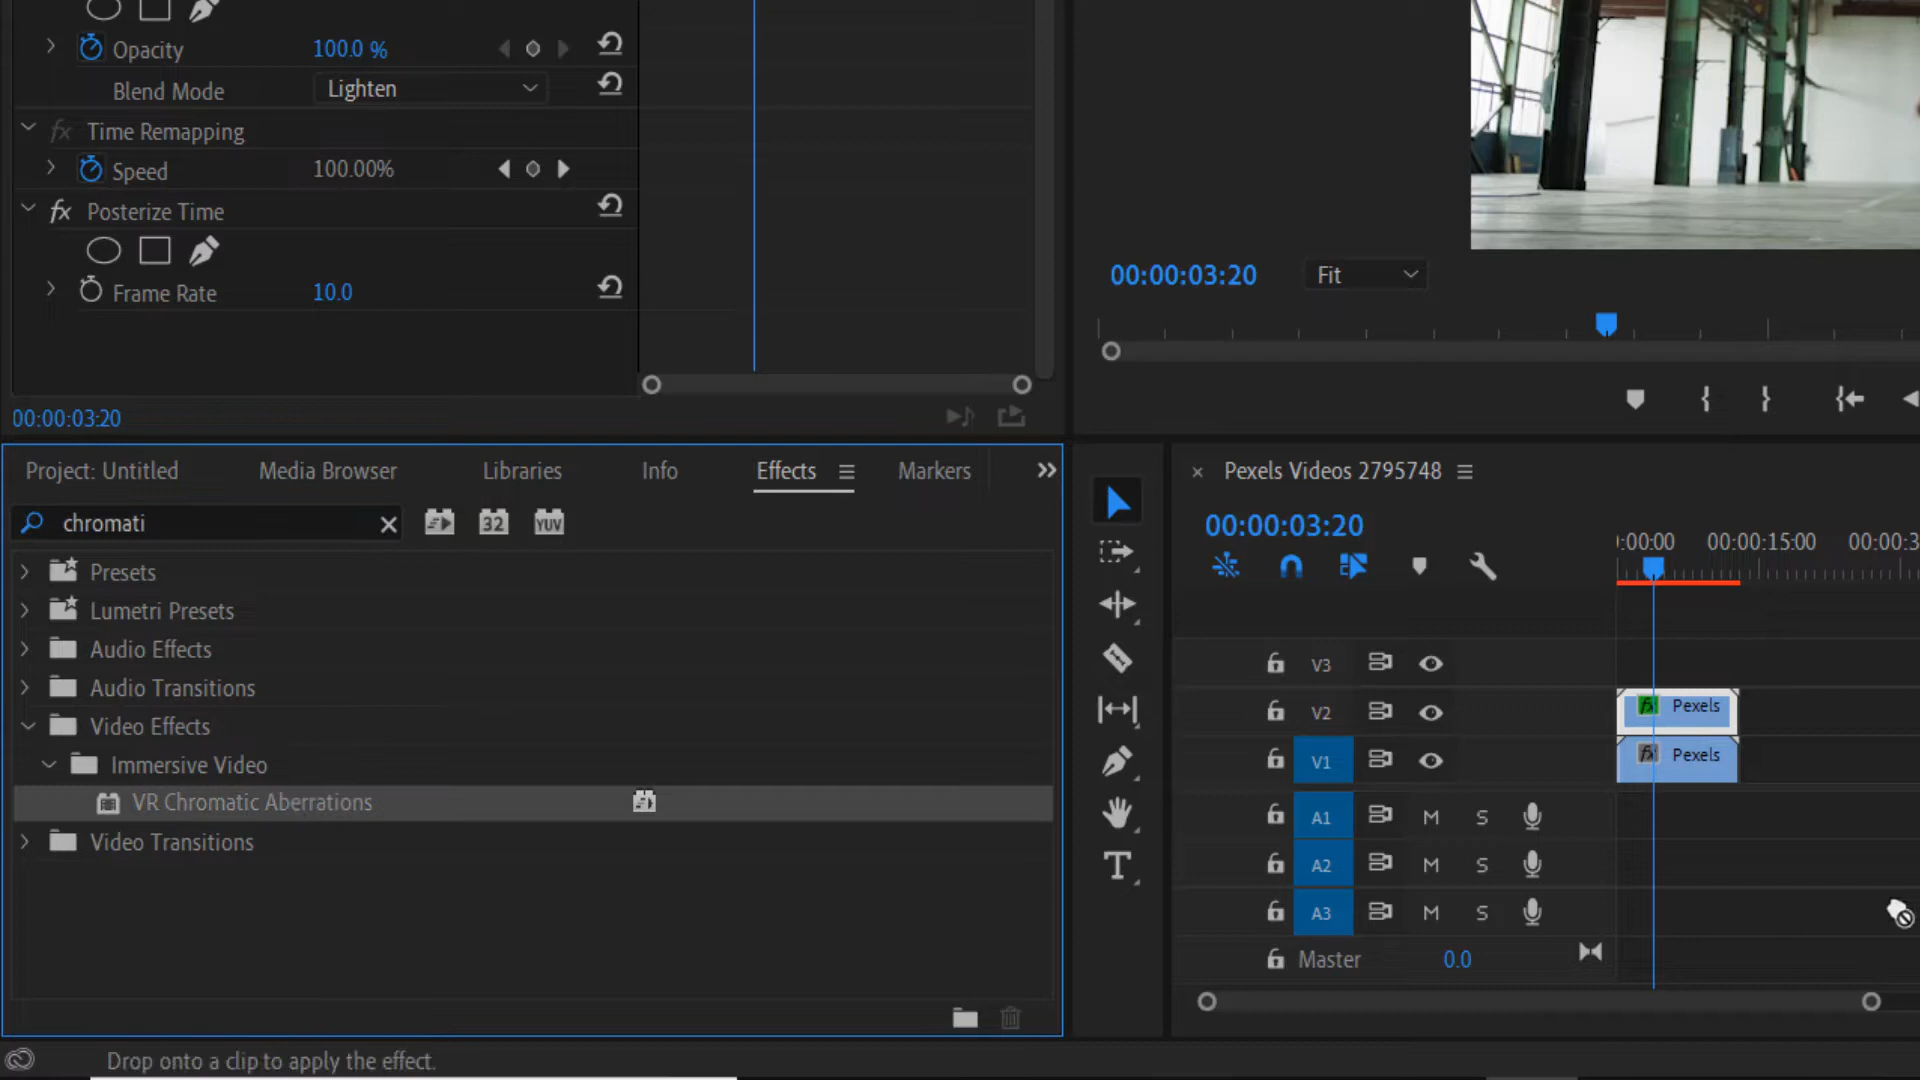 Opacity 100.0 %
Blend Mode Lighten
fx Time Remapping
Speed 100.00%
fx Posterize Time
Frame Rate 10.0
00:00:03:20
00:00:03:20 Fit
Project: Untitled Media Browser Libraries Info Effects Markers
chromati 32 YUV
Presets
Lumetri Presets
Audio Effects
Audio Transitions
Video Effects
Immersive Video
VR Chromatic Aberrations
Video Transitions
Drop onto a clip to apply the effect.
× Pexels Videos 2795748
00:00:03:20
:00:00 00:00:15:00 00:00:3
V3
V2 fx Pexels
V1 fx Pexels
A1 M S
A2 M S
A3 M S
Master 0.0
T